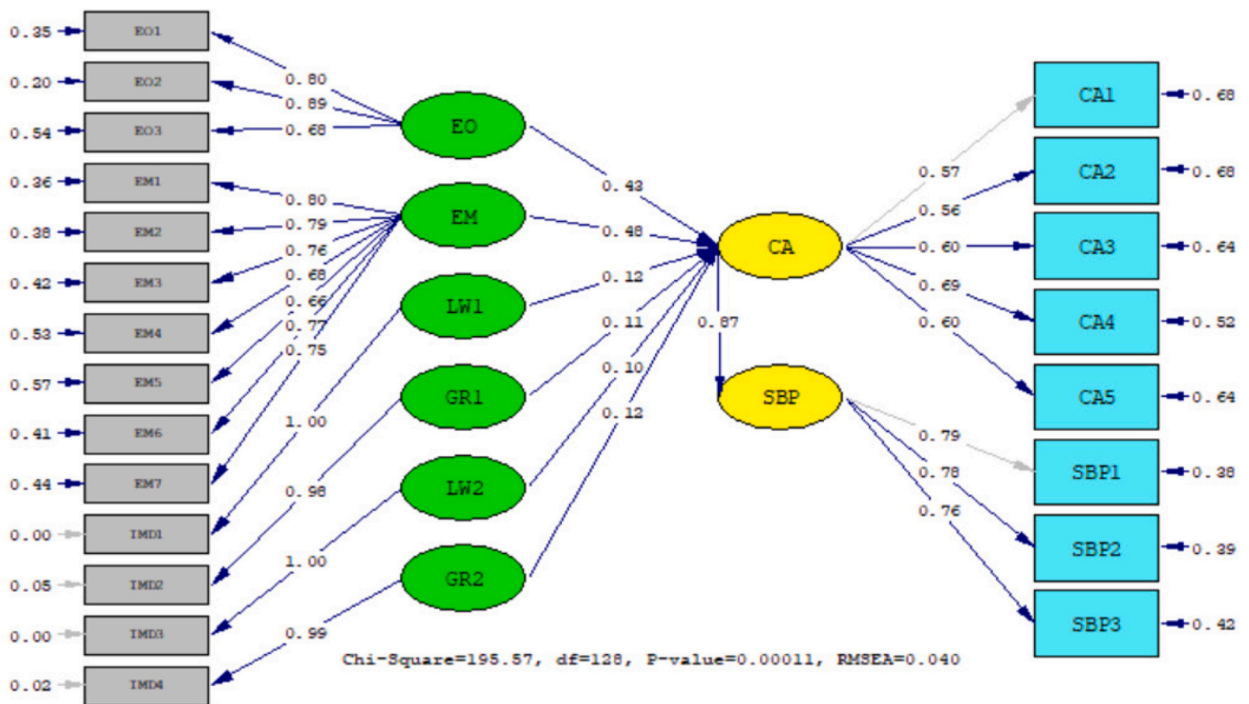 0.35 EO1
0.20 EO2
0.54 EO3
0.36 EM1
0.38 EM2
0.42 EM3
0.53 EM4
0.57 EM5
0.41 EM6
0.44 EM7
0.00 IMD1
0.05 IMD2
0.00 IMD3
0.02 IMD4
0.80
0.89
0.68
0.80
0.79
0.76
0.68
0.66
0.77
0.75
1.00
0.98
1.00
0.99
EO
EM
LW1
GR1
LW2
GR2
0.43
0.48
0.12
0.11
0.10
0.12
CA
0.87
SBP
0.57
0.56
0.60
0.69
0.60
0.79
0.78
0.76
CA1 0.68
CA2 0.68
CA3 0.64
CA4 0.52
CA5 0.64
SBP1 0.38
SBP2 0.39
SBP3 0.42
Chi-Square=195.57, df=128, P-value=0.00011, RMSEA=0.040